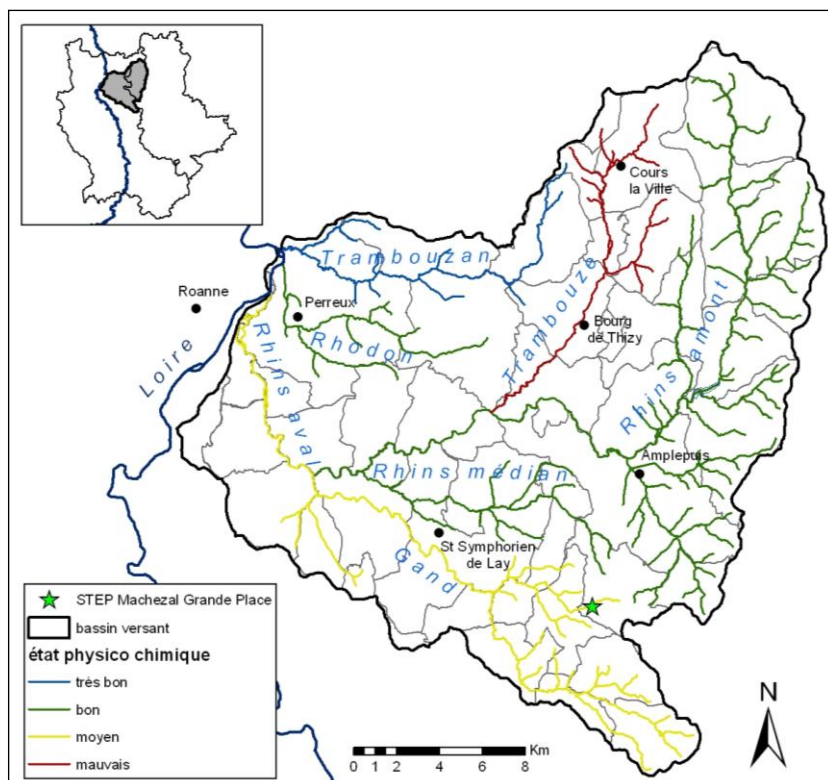 Cours
la Ville
Trambouzan
Roanne
Perreux
Rhodon
Trambouze
Bourg
de Thizy
Rhins amont
Loire
Rhins aval
Rhins médian
Amplepuis
St Symphorien
de Lay
Gand
STEP Machezal Grande Place
bassin versant
état physico chimique
très bon
bon
moyen
mauvais
N
Km
0 1 2 4 6 8